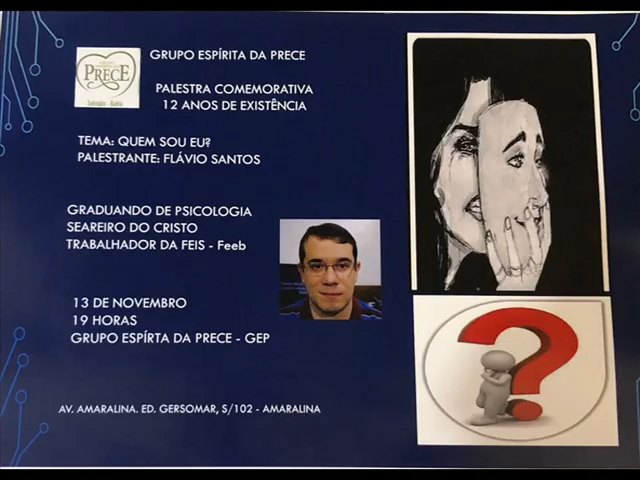 PRECE
Salvador - Bahia
GRUPO ESPÍRITA DA PRECE
PALESTRA COMEMORATIVA
12 ANOS DE EXISTÊNCIA
TEMA: QUEM SOU EU?
PALESTRANTE: FLÁVIO SANTOS
GRADUANDO DE PSICOLOGIA
SEAREIRO DO CRISTO
TRABALHADOR DA FEIS - Feeb
13 DE NOVEMBRO
19 HORAS
GRUPO ESPÍRTA DA PRECE - GEP
AV. AMARALINA. ED. GERSOMAR, S/102 - AMARALINA